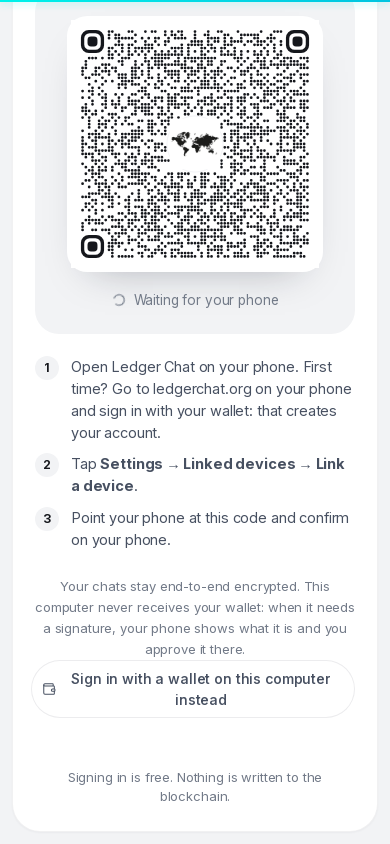 Waiting for your phone
1 Open Ledger Chat on your phone. First
time? Go to ledgerchat.org on your phone
and sign in with your wallet: that creates
your account.
2 Tap Settings → Linked devices → Link
a device.
3 Point your phone at this code and confirm
on your phone.
Your chats stay end-to-end encrypted. This
computer never receives your wallet: when it needs
a signature, your phone shows what it is and you
approve it there.
Sign in with a wallet on this computer
instead
Signing in is free. Nothing is written to the
blockchain.